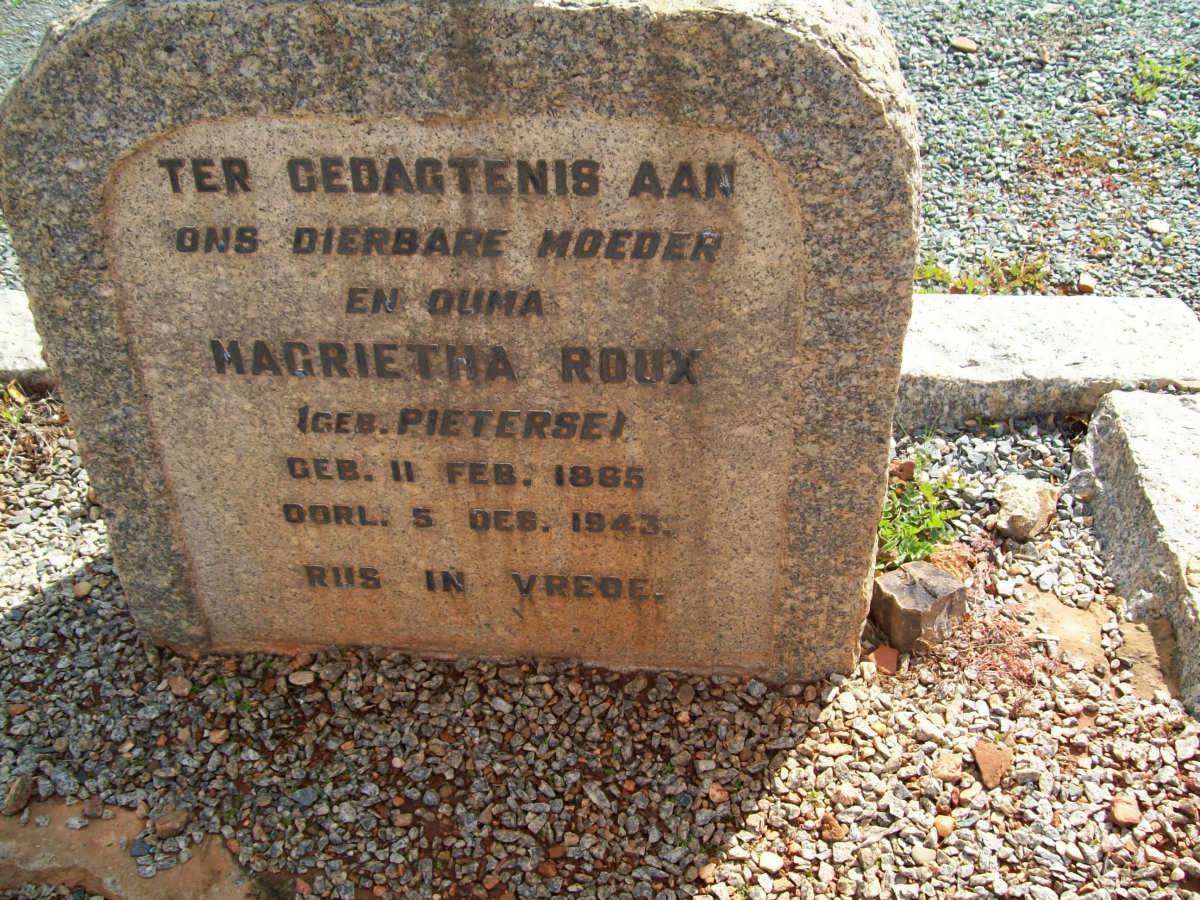 TER GEDAGTENIS AAN
ONS DIERBARE MOEDER
EN OUMA
MAGRIETHA ROUX
(GEB. PIETERSE)
GEB. 11 FEB. 1865
OORL. 5 DES. 1943.
RUS IN VREDE.